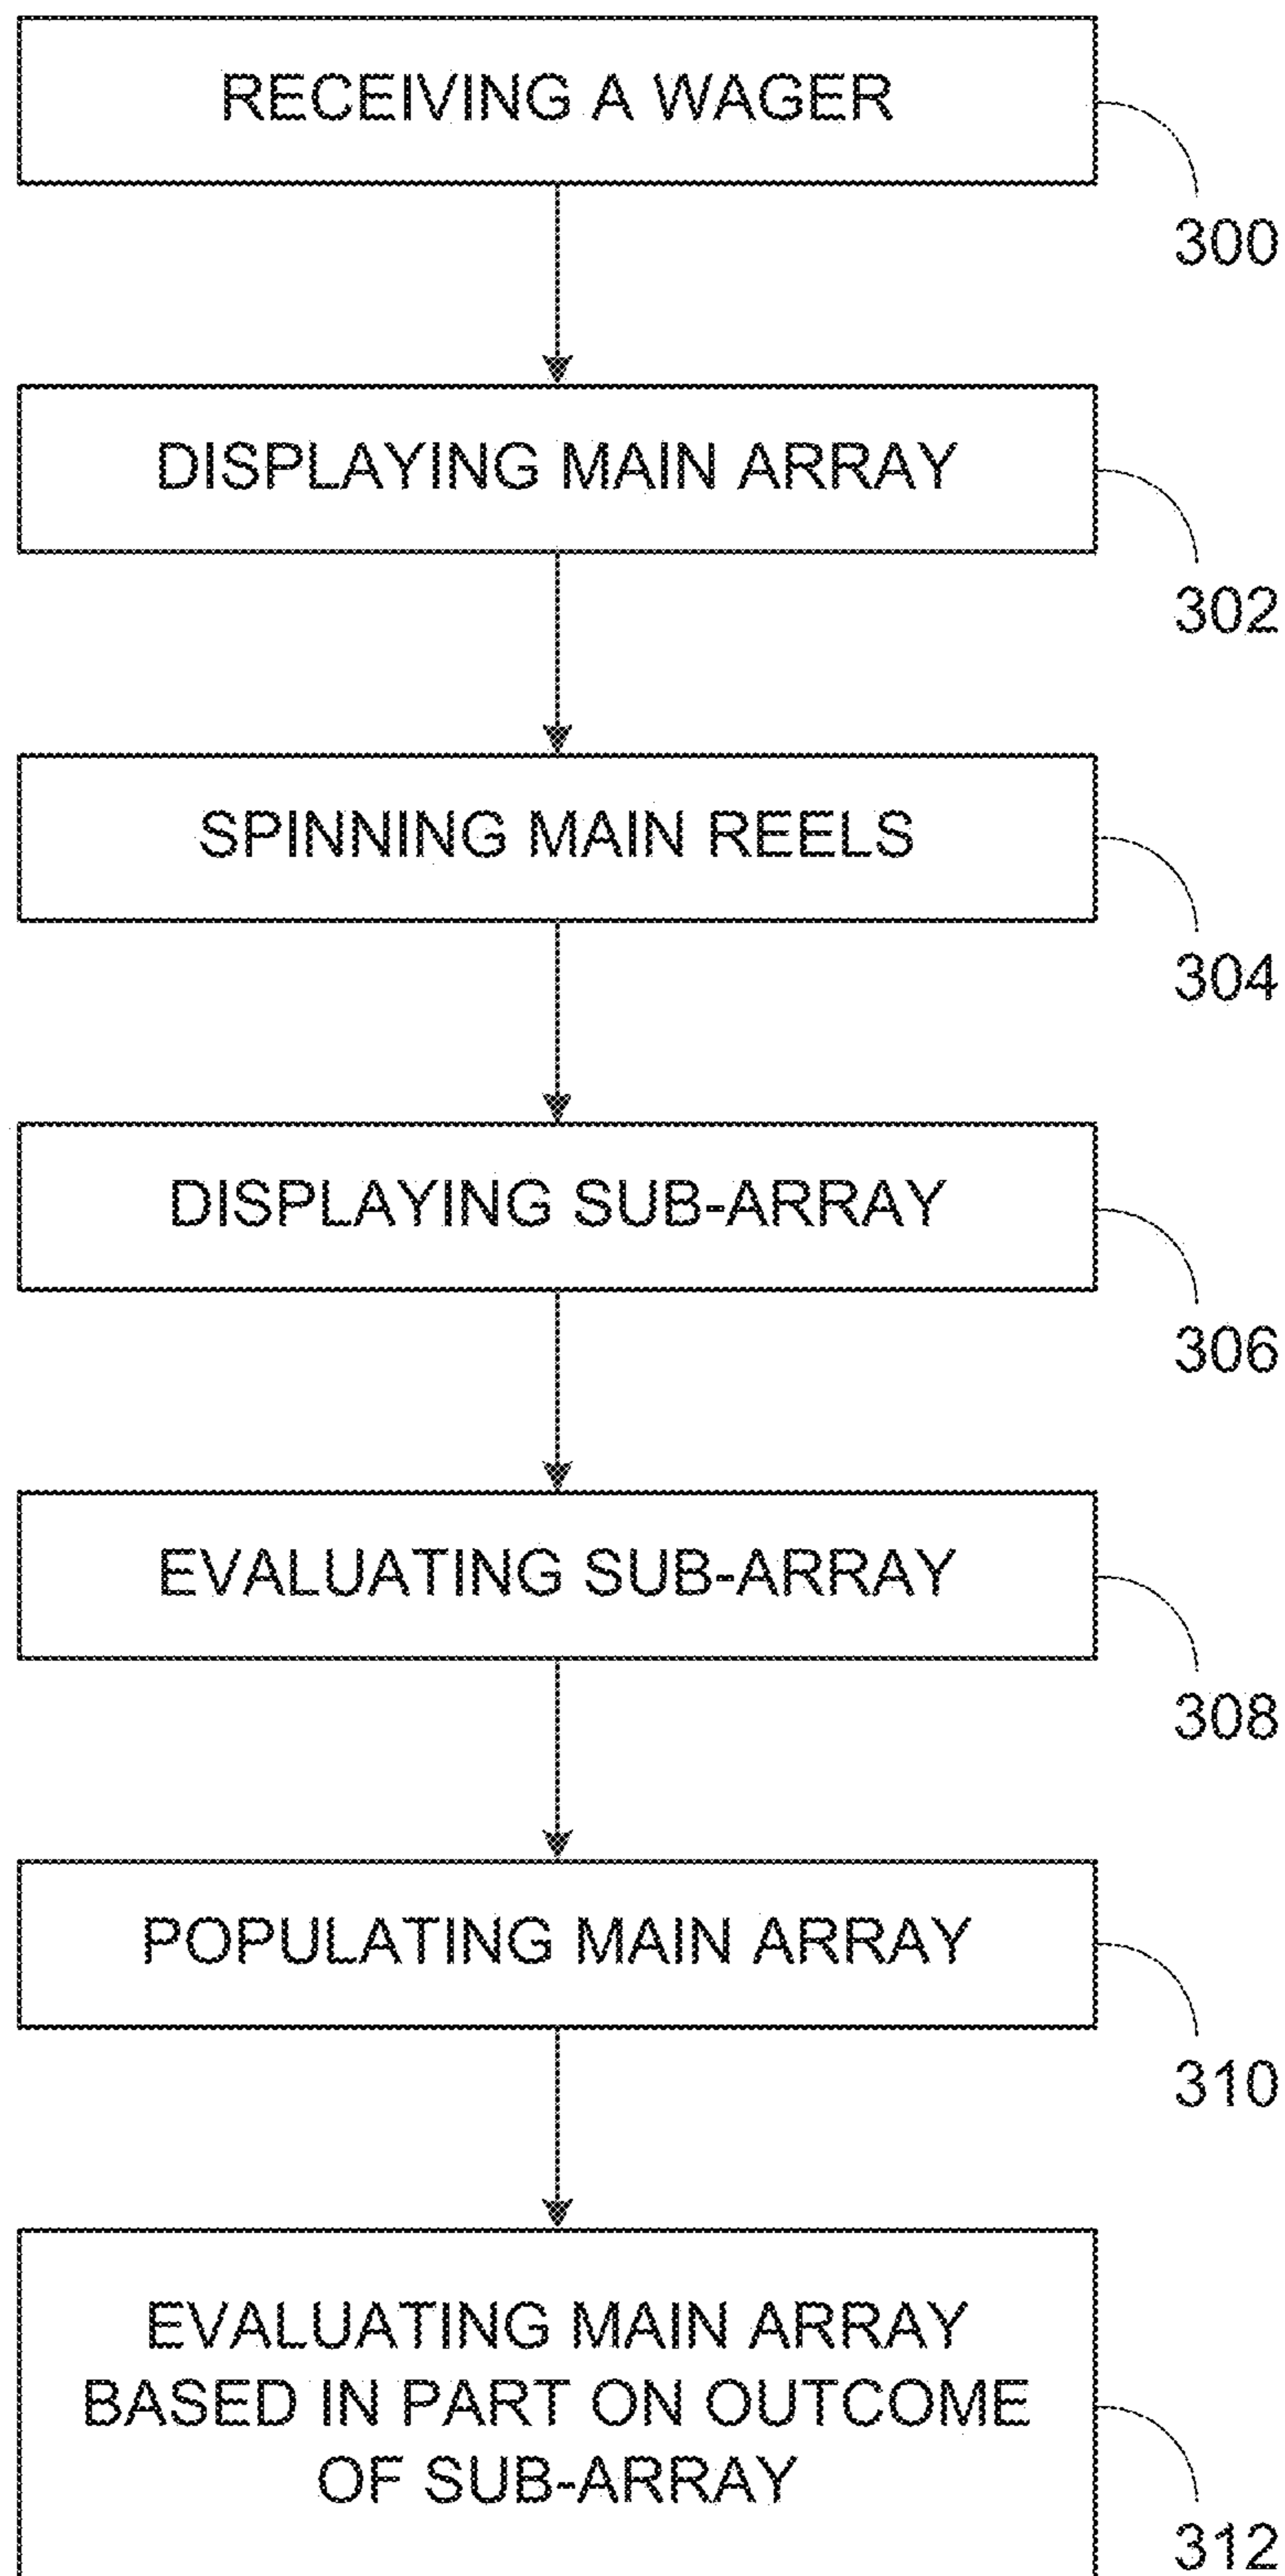 RECEIVING A WAGER
300
DISPLAYING MAIN ARRAY
302
SPINNING MAIN REELS
304
DISPLAYING SUB-ARRAY
306
EVALUATING SUB-ARRAY
308
POPULATING MAIN ARRAY
310
EVALUATING MAIN ARRAY
BASED IN PART ON OUTCOME
OF SUB-ARRAY
312